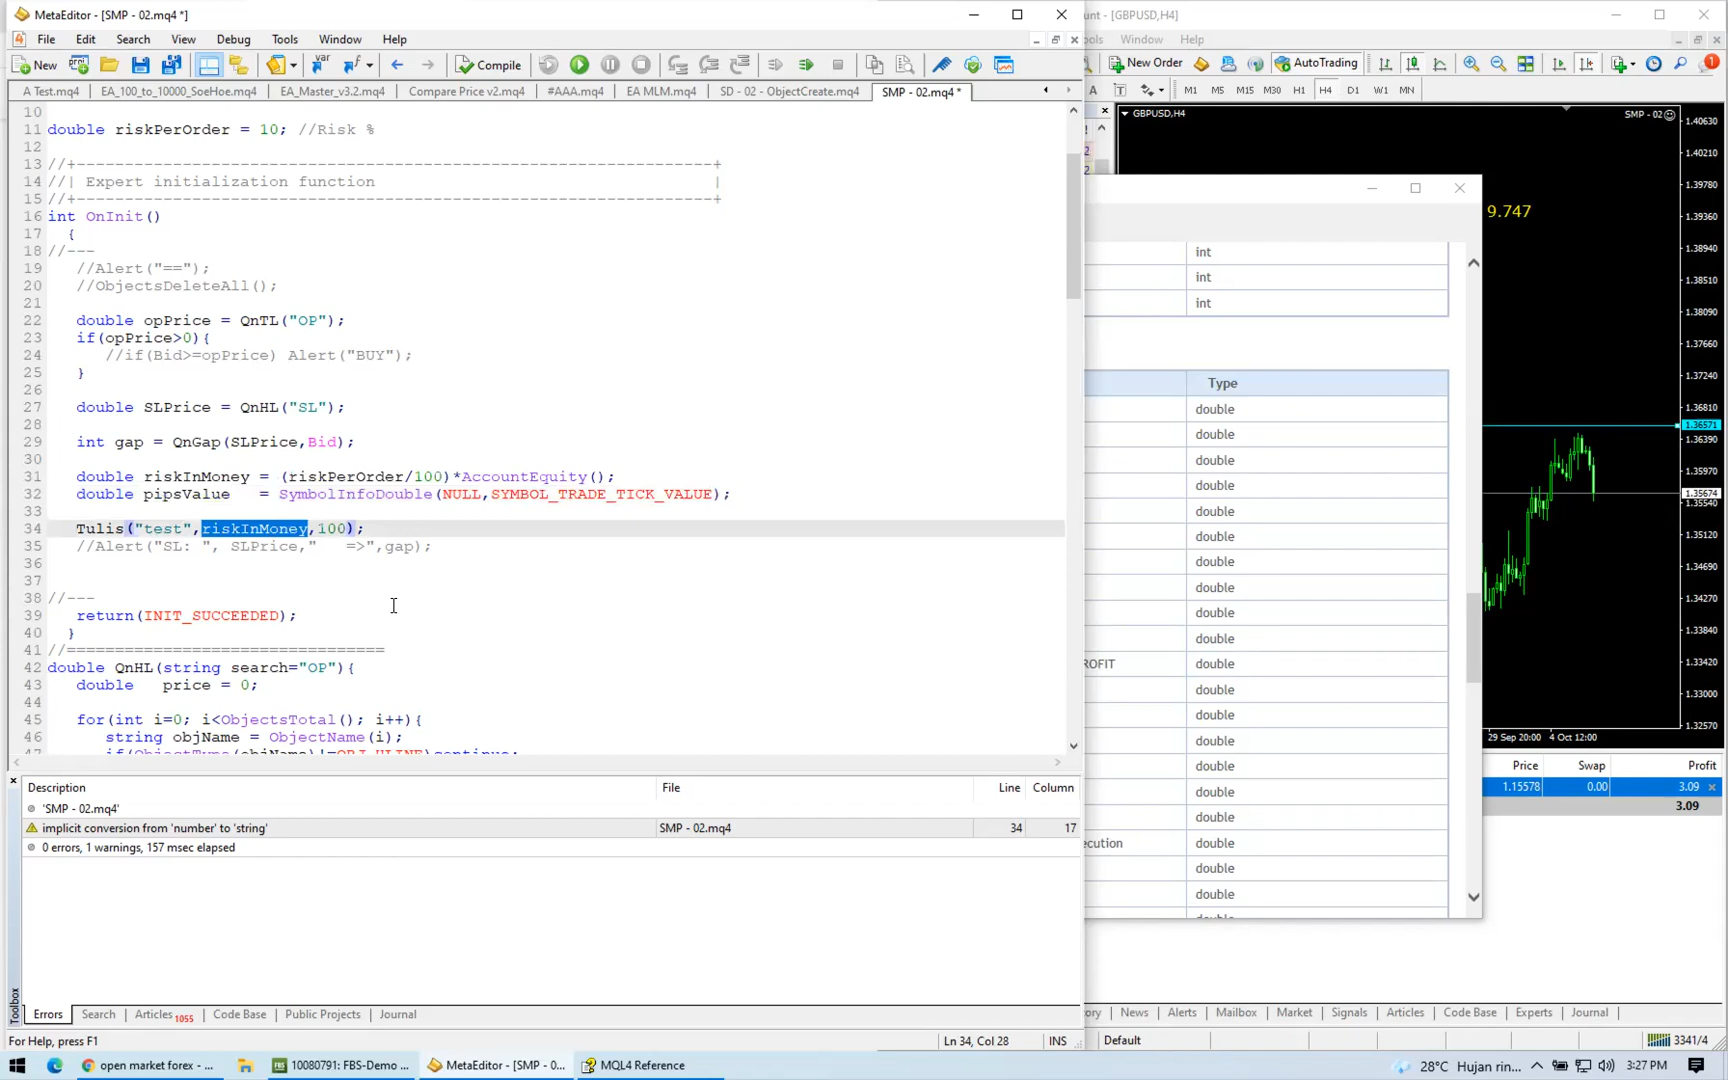 MetaEditor - [SMP - 02.mq4 *]
File Edit Search View Debug Tools Window Help
New Compile
A Test.mq4 EA_100_to_10000_SoeHoe.mq4 EA_Master_v3.2.mq4 Compare Price v2.mq4 #AAA.mq4 EA MLM.mq4 SD - 02 - ObjectCreate.mq4 SMP - 02.mq4 *
10
11 double riskPerOrder = 10; //Risk %
12
13 //+------------------------------------------------------------------+
14 //| Expert initialization function |
15 //+------------------------------------------------------------------+
16 int OnInit()
17 {
18 //---
19 //Alert("==");
20 //ObjectsDeleteAll();
21
22 double opPrice = QnTL("OP");
23 if(opPrice>0){
24 //if(Bid>=opPrice) Alert("BUY");
25 }
26
27 double SLPrice = QnHL("SL");
28
29 int gap = QnGap(SLPrice,Bid);
30
31 double riskInMoney = (riskPerOrder/100)*AccountEquity();
32 double pipsValue = SymbolInfoDouble(NULL,SYMBOL_TRADE_TICK_VALUE);
33
34 Tulis("test",riskInMoney,100);
35 //Alert("SL: ", SLPrice," =>",gap);
36
37
38 //---
39 return(INIT_SUCCEEDED);
40 }
41 //================================
42 double QnHL(string search="OP"){
43 double price = 0;
44
45 for(int i=0; i<ObjectsTotal(); i++){
46 string objName = ObjectName(i);
47 if(ObjectType(objName)!=OBJ_HLINE)continue;
Description File Line Column
'SMP - 02.mq4'
implicit conversion from 'number' to 'string' SMP - 02.mq4 34 17
0 errors, 1 warnings, 157 msec elapsed
Toolbox
Errors Search Articles 1055 Code Base Public Projects Journal
For Help, press F1 Ln 34, Col 28 INS
unt - [GBPUSD,H4]
ols Window Help
New Order AutoTrading
A T M1 M5 M15 M30 H1 H4 D1 W1 MN
GBPUSD,H4 SMP - 02
9.747
int
int
int
Type
double
double
double
double
double
double
double
double
double
double
ROFIT double
double
double
double
double
double
double
ecution double
double
double
double
1.40630
1.40210
1.39780
1.39360
1.38940
1.38510
1.38090
1.37660
1.37240
1.36810
1.36571
1.36390
1.35970
1.35674
1.35540
1.35120
1.34690
1.34270
1.33840
1.33420
1.33000
1.32570
29 Sep 20:00 4 Oct 12:00
Price Swap Profit
1.15578 0.00 3.09
3.09
ory News Alerts Mailbox Market Signals Articles Code Base Experts Journal
Default 3341/4
open market forex - ... 10080791: FBS-Demo ... MetaEditor - [SMP - 0... MQL4 Reference
28°C Hujan rin... 3:27 PM